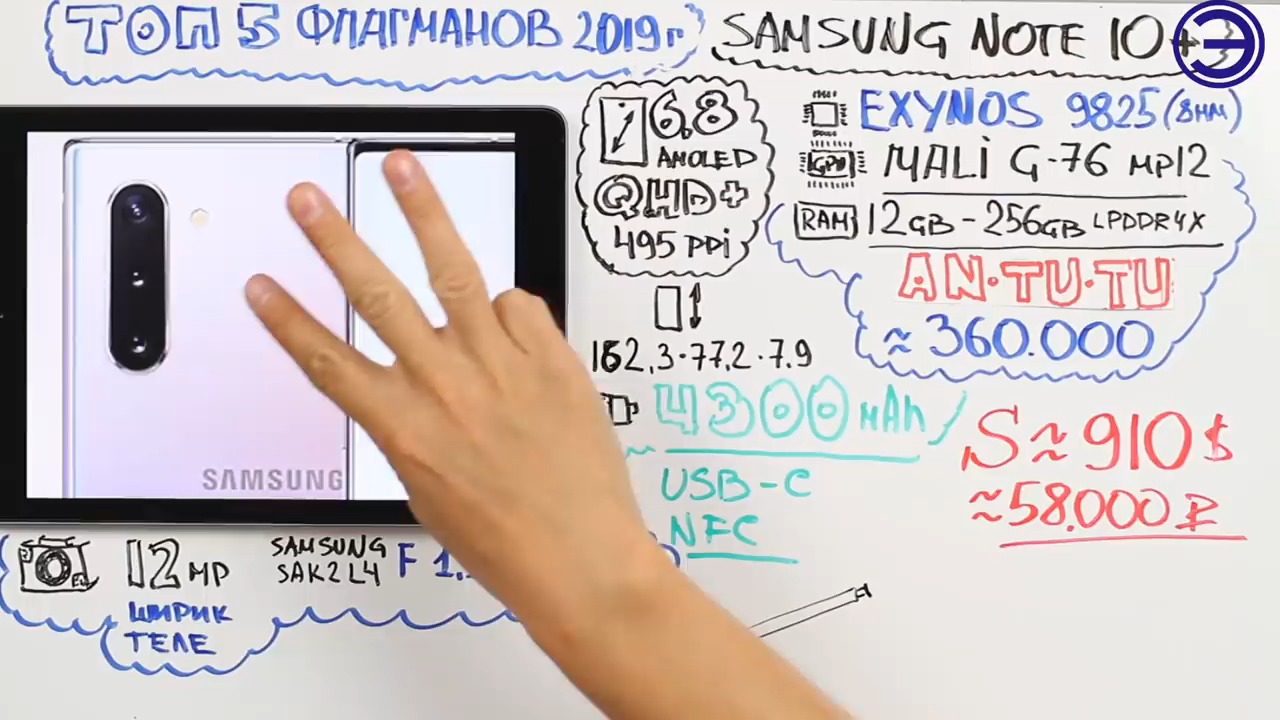 ТОП 5 ФЛАГМАНОВ 2019г.
SAMSUNG NOTE 10+
Э
6,8
AMOLED
QHD+
495 PPi
EXYNOS 9825 (8НМ)
GPU
MALi G-76 MP12
RAM
12GB - 256GB LPDDR4X
AN·TU·TU
≈ 360.000
162,3·77,2·7.9
4300 мАh
USB-C
NFC
S ≈ 910$
≈58.000 ₽
SAMSUNG
12 MP
SAMSUNG
SAK2L4
F 1.
ШИРИК
ТЕЛЕ